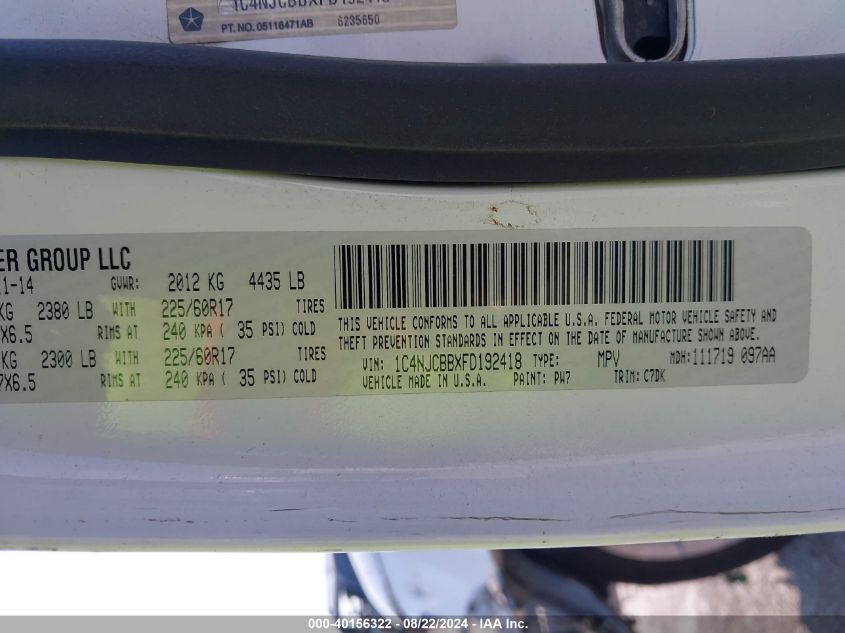 1C4NJCBBXFD192418
PT. NO. 05116471AB 6235650
ER GROUP LLC
1-14 GVWR: 2012 KG 4435 LB
KG 2380 LB WITH 225/60R17 TIRES
X6.5 RIMS AT 240 KPA ( 35 PSI) COLD
KG 2300 LB WITH 225/60R17 TIRES
7X6.5 RIMS AT 240 KPA ( 35 PSI) COLD
THIS VEHICLE CONFORMS TO ALL APPLICABLE U.S.A. FEDERAL MOTOR VEHICLE SAFETY AND
THEFT PREVENTION STANDARDS IN EFFECT ON THE DATE OF MANUFACTURE SHOWN ABOVE.
VIN: 1C4NJCBBXFD192418 TYPE: MPV MDH: 111719 097AA
VEHICLE MADE IN U.S.A. PAINT: PW7 TRIM: C7DK
000-40156322 - 08/22/2024 - IAA Inc.